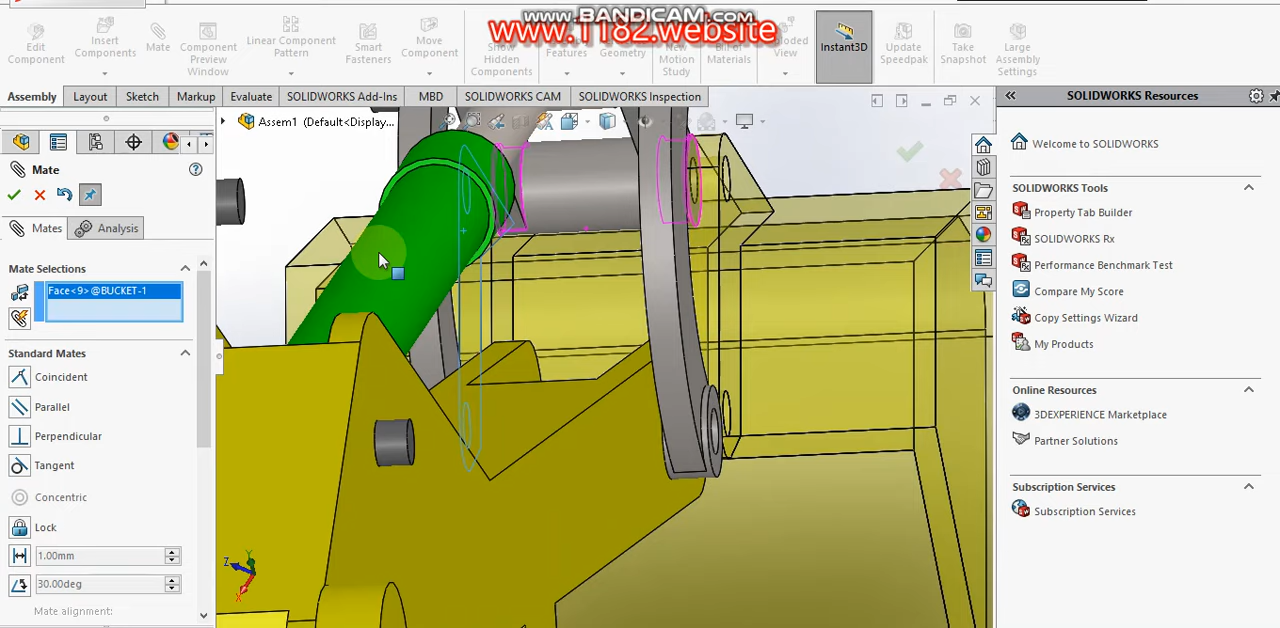 www.BANDICAM.com
www.1182.website
Edit Component
Insert Components
Mate
Component Preview Window
Linear Component Pattern
Smart Fasteners
Move Component
Show Hidden Components
Features
Geometry
New Motion Study
Bill of Materials
Exploded View
Instant3D
Update Speedpak
Take Snapshot
Large Assembly Settings
Assembly
Layout
Sketch
Markup
Evaluate
SOLIDWORKS Add-Ins
MBD
SOLIDWORKS CAM
SOLIDWORKS Inspection
SOLIDWORKS Resources
Assem1 (Default<Display...
Mate
Mates
Analysis
Mate Selections
Face<9>@BUCKET-1
Standard Mates
Coincident
Parallel
Perpendicular
Tangent
Concentric
Lock
1.00mm
30.00deg
Mate alignment:
Y
Z
X
Welcome to SOLIDWORKS
SOLIDWORKS Tools
Property Tab Builder
SOLIDWORKS Rx
Performance Benchmark Test
Compare My Score
Copy Settings Wizard
My Products
Online Resources
3DEXPERIENCE Marketplace
Partner Solutions
Subscription Services
Subscription Services